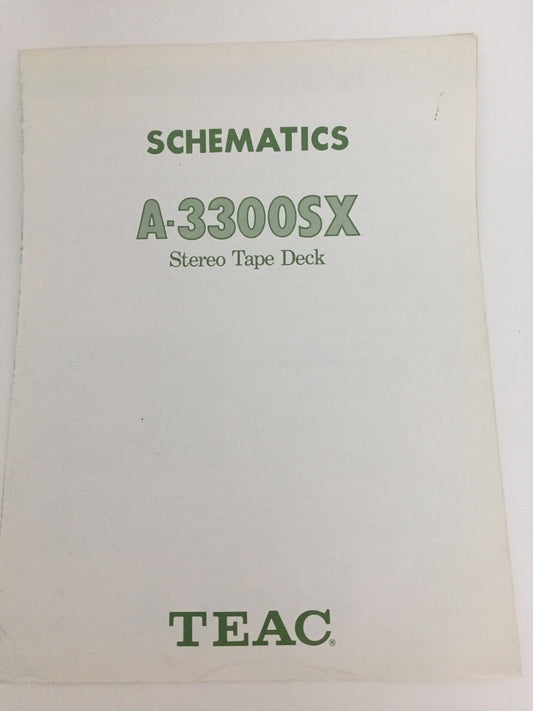 SCHEMATICS
A-3300SX
Stereo Tape Deck
TEAC®